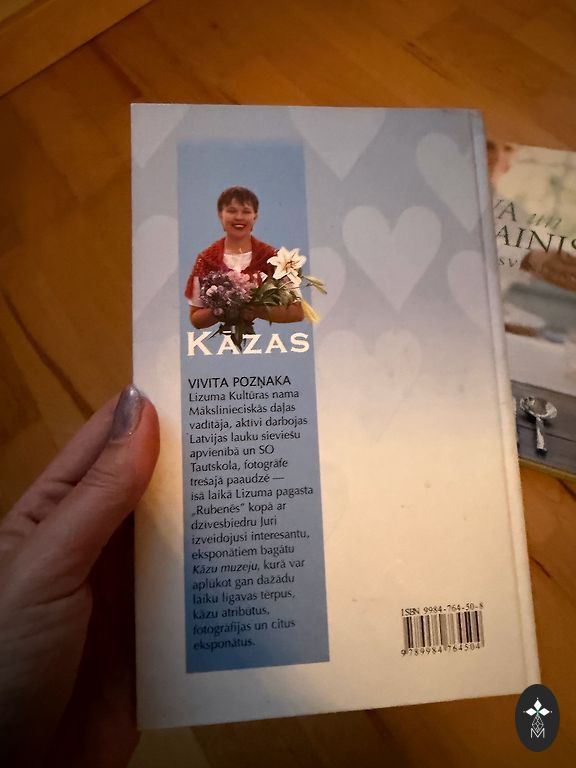 KĀZAS
VIVITA POZŅAKA
Lizuma Kultūras nama
Mākslinieciskās daļas
vadītāja, aktīvi darbojas
Latvijas lauku sieviešu
apvienībā un SO
Tautskola, fotogrāfe
trešajā paaudzē —
īsā laikā Lizuma pagasta
„Rubeņēs” kopā ar
dzīvesbiedru Juri
izveidojusi interesantu,
eksponātiem bagātu
Kāzu muzeju, kurā var
aplūkot gan dažādu
laiku līgavas tērpus,
kāzu atribūtus,
fotogrāfijas un citus
eksponātus.
ISBN 9984-764-50-8
9789984764504
un
M